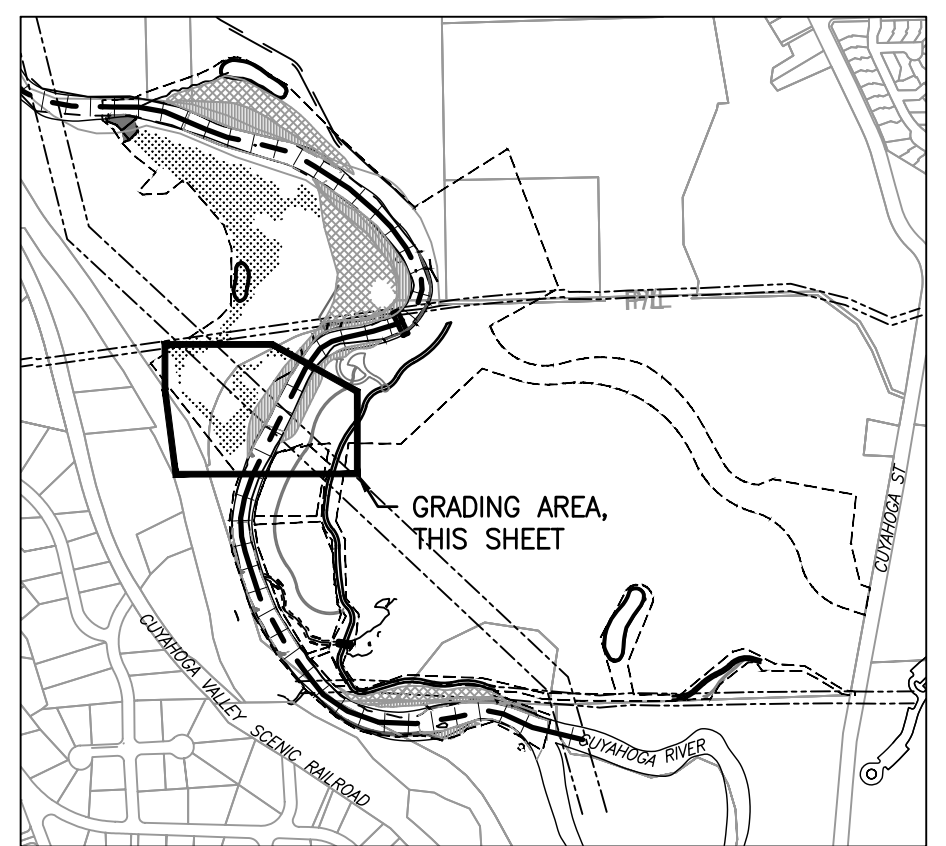 GRADING AREA,
THIS SHEET
CUYAHOGA ST
CUYAHOGA VALLEY SCENIC RAILROAD
CUYAHOGA RIVER